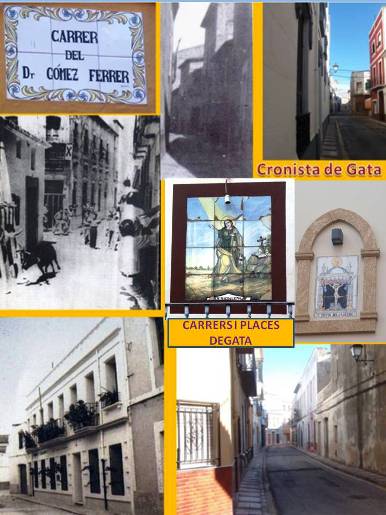 CARRER
DEL
Dr GÓMEZ FERRER
Cronista de Gata
CARRERS I PLACES
DEGATA